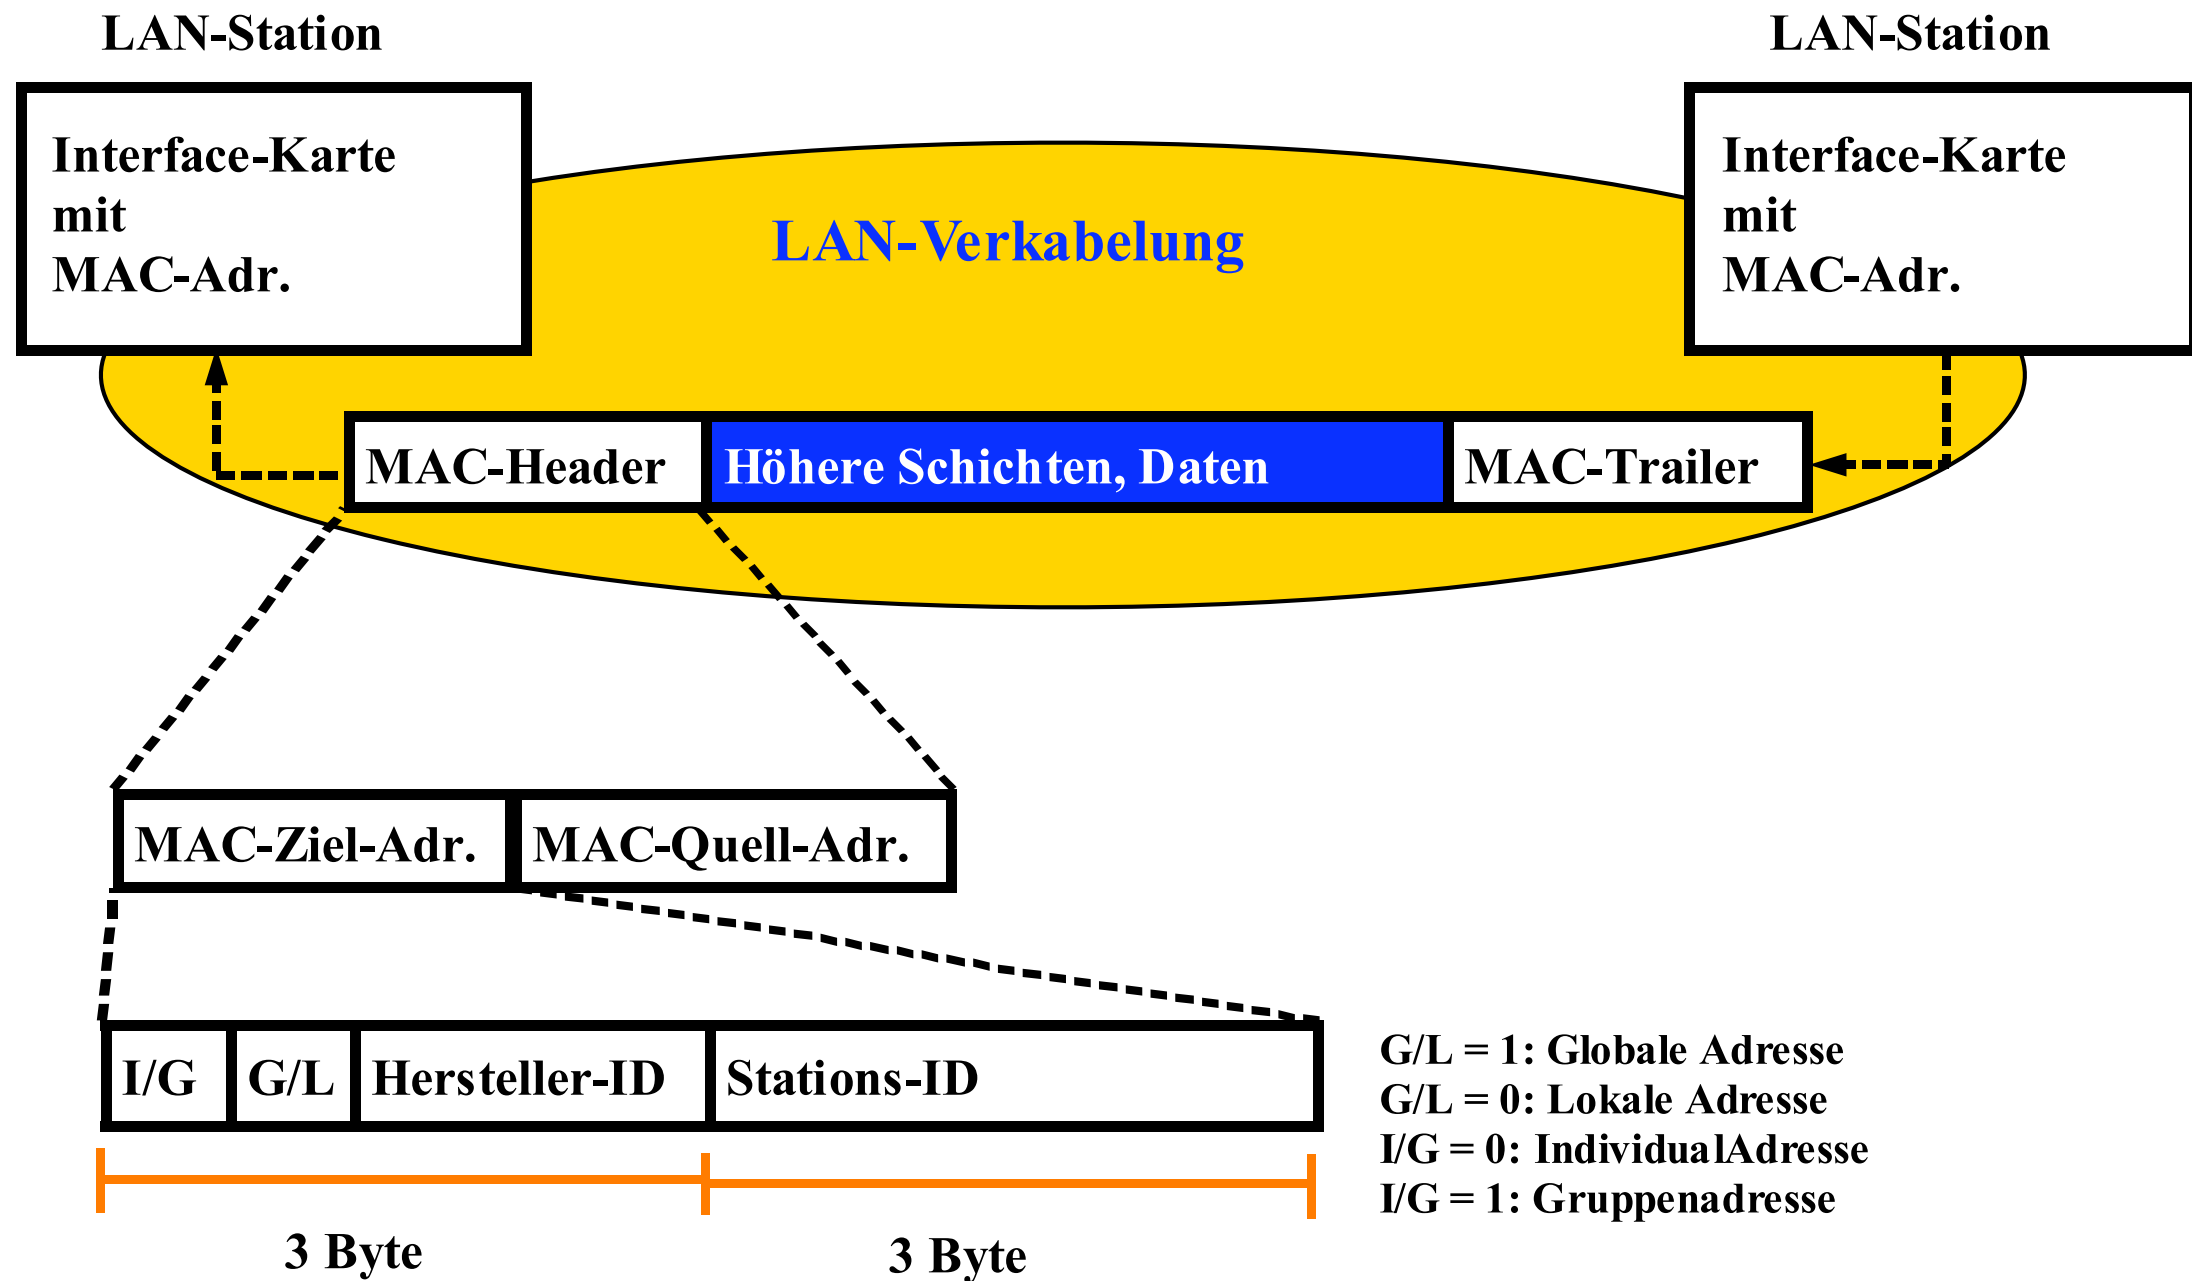 LAN-Station
LAN-Station
Interface-Karte
mit
MAC-Adr.
Interface-Karte
mit
MAC-Adr.
LAN-Verkabelung
MAC-Header
Höhere Schichten, Daten
MAC-Trailer
MAC-Ziel-Adr.
MAC-Quell-Adr.
I/G
G/L
Hersteller-ID
Stations-ID
G/L = 1: Globale Adresse
G/L = 0: Lokale Adresse
I/G = 0: IndividualAdresse
I/G = 1: Gruppenadresse
3 Byte
3 Byte